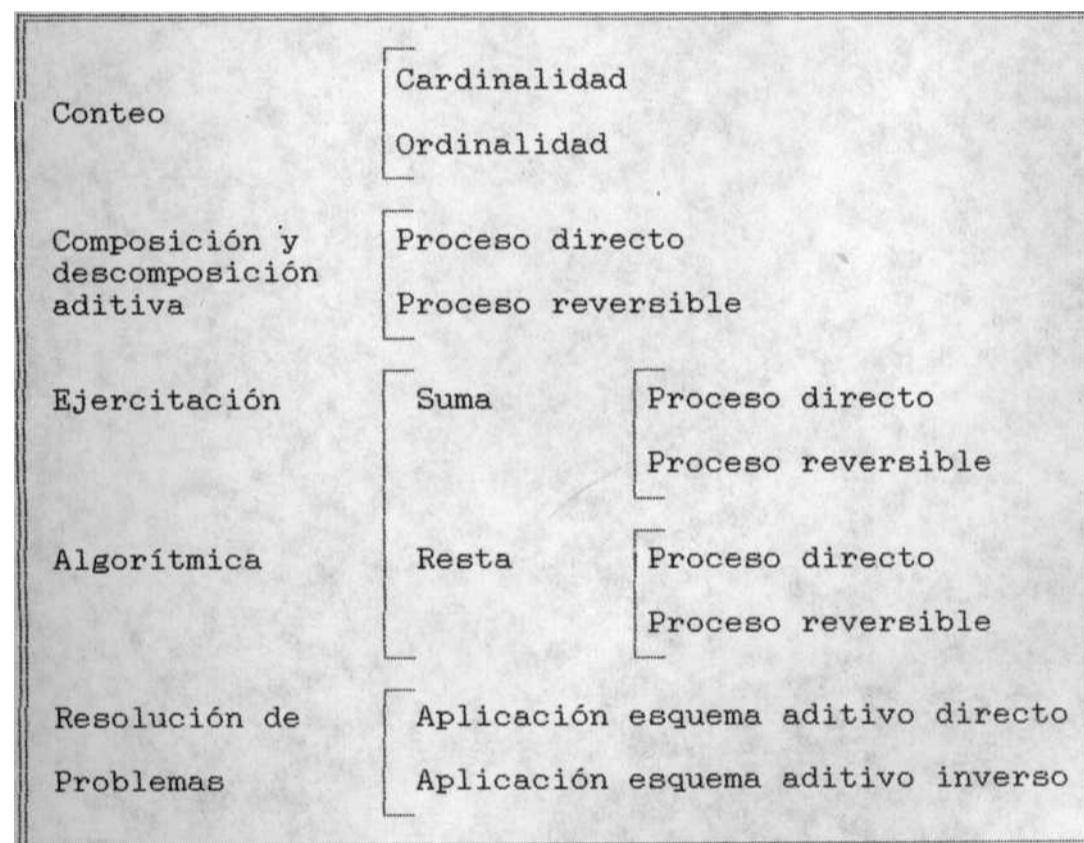 Cardinalidad
Conteo
Ordinalidad
Composición y Proceso directo
descomposición
aditiva Proceso reversible
Ejercitación Suma Proceso directo
Proceso reversible
Algorítmica Resta Proceso directo
Proceso reversible
Resolución de Aplicación esquema aditivo directo
Problemas Aplicación esquema aditivo inverso